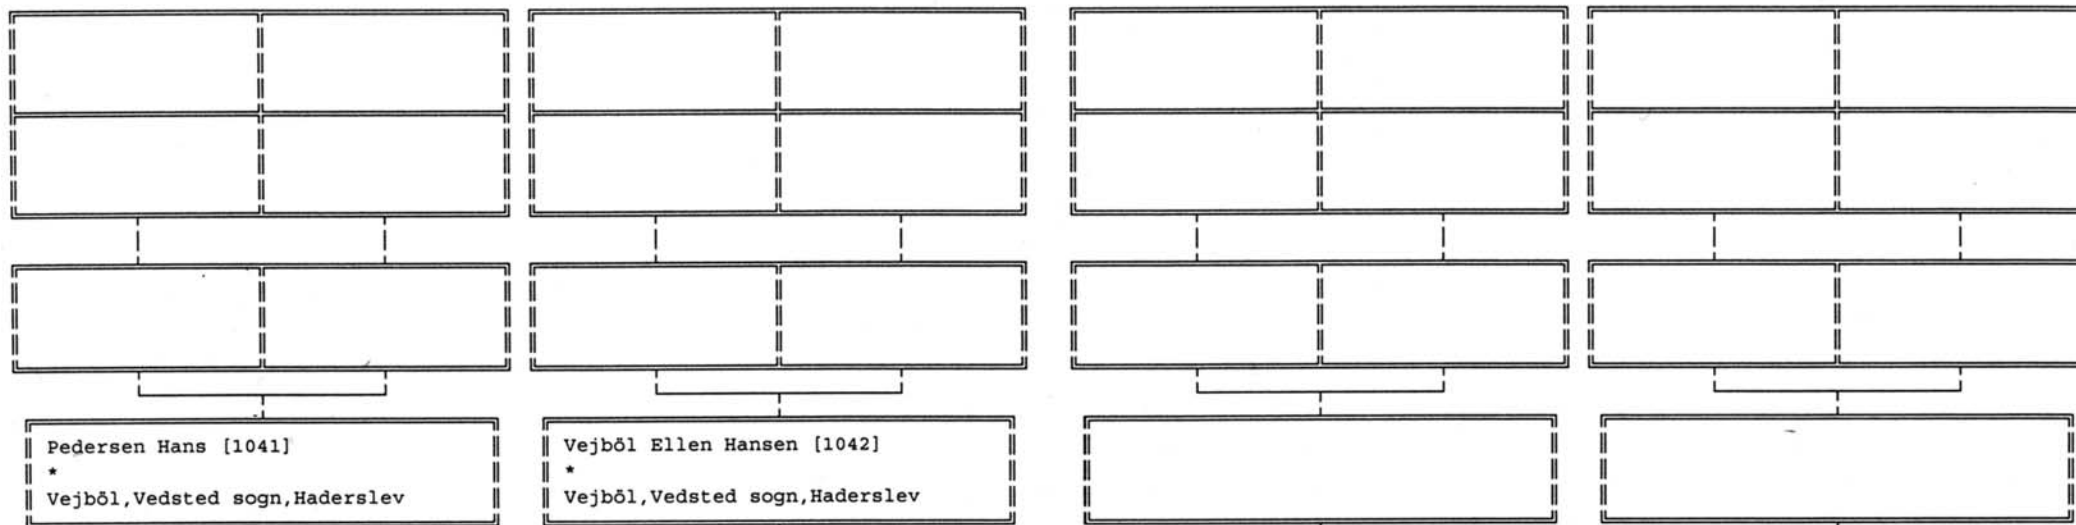 Pedersen Hans [1041]
*
Vejböl,Vedsted sogn,Haderslev
Vejböl Ellen Hansen [1042]
*
Vejböl,Vedsted sogn,Haderslev